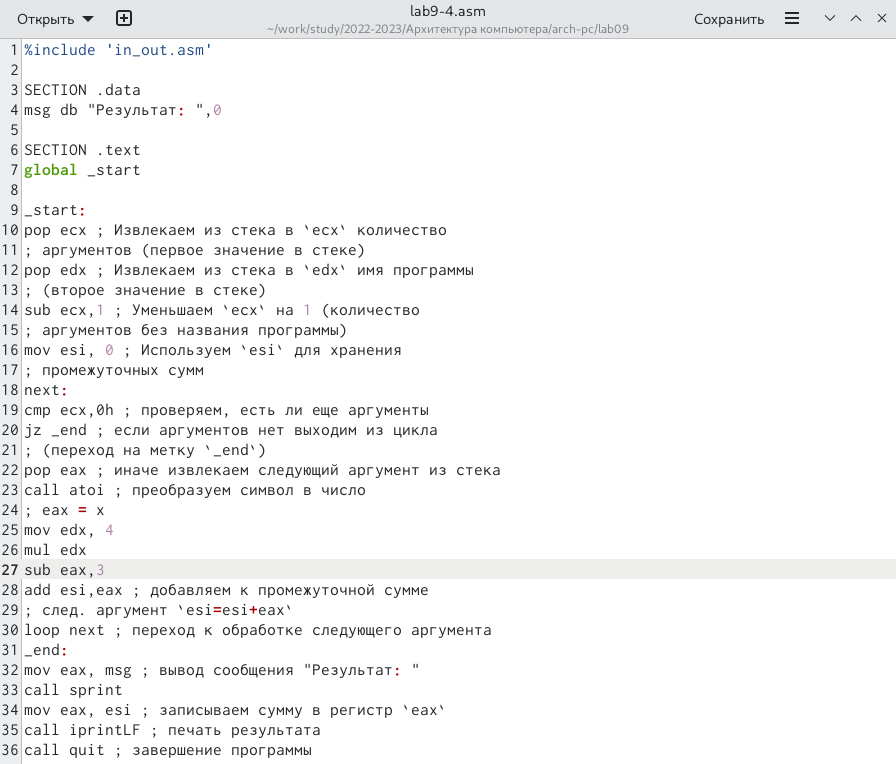 Открыть
lab9-4.asm
~/work/study/2022-2023/Архитектура компьютера/arch-pc/lab09
Сохранить
1 %include 'in_out.asm'
2
3 SECTION .data
4 msg db "Результат: ",0
5
6 SECTION .text
7 global _start
8
9 _start:
10 pop ecx ; Извлекаем из стека в `ecx` количество
11 ; аргументов (первое значение в стеке)
12 pop edx ; Извлекаем из стека в `edx` имя программы
13 ; (второе значение в стеке)
14 sub ecx,1 ; Уменьшаем `ecx` на 1 (количество
15 ; аргументов без названия программы)
16 mov esi, 0 ; Используем `esi` для хранения
17 ; промежуточных сумм
18 next:
19 cmp ecx,0h ; проверяем, есть ли еще аргументы
20 jz _end ; если аргументов нет выходим из цикла
21 ; (переход на метку `_end`)
22 pop eax ; иначе извлекаем следующий аргумент из стека
23 call atoi ; преобразуем символ в число
24 ; eax = x
25 mov edx, 4
26 mul edx
27 sub eax,3
28 add esi,eax ; добавляем к промежуточной сумме
29 ; след. аргумент `esi=esi+eax`
30 loop next ; переход к обработке следующего аргумента
31 _end:
32 mov eax, msg ; вывод сообщения "Результат: "
33 call sprint
34 mov eax, esi ; записываем сумму в регистр `eax`
35 call iprintLF ; печать результата
36 call quit ; завершение программы